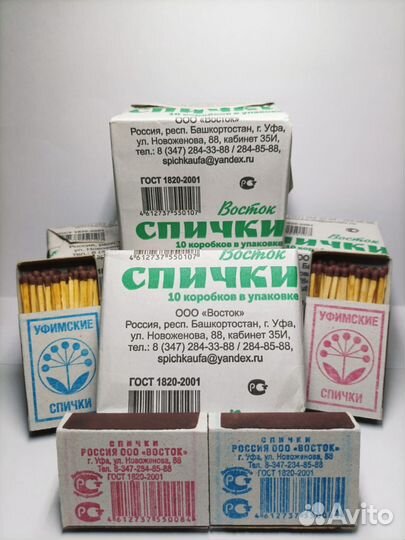 СПИЧКИ
ООО «Восток»
Россия, респ. Башкортостан, г. Уфа,
ул. Новоженова, 88, кабинет 35И,
тел.: 8 (347) 284-33-88 / 284-85-88,
spichkaufa@yandex.ru
ГОСТ 1820-2001
4612737550107
Восток
СПИЧКИ
10 коробков в упаковке
4612737550107
Восток
СПИЧКИ
10 коробков в упаковке
ООО «Восток»
Россия, респ. Башкортостан, г. Уфа,
ул. Новоженова, 88, кабинет 35И,
тел.: 8 (347) 284-33-88 / 284-85-88,
spichkaufa@yandex.ru
ГОСТ 1820-2001
УФИМСКИЕ
СПИЧКИ
УФИМСКИЕ
СПИЧКИ
СПИЧКИ
РОССИЯ ООО «ВОСТОК»
г. Уфа, ул. Новоженова, 88
Тел. 8-347-284-85-88
ГОСТ 1820-2001
4612737550084
СПИЧКИ
РОССИЯ ООО «ВОСТОК»
г. Уфа, ул. Новоженова, 88
Тел. 8-347-284-85-88
ГОСТ 1820-2001
Avito